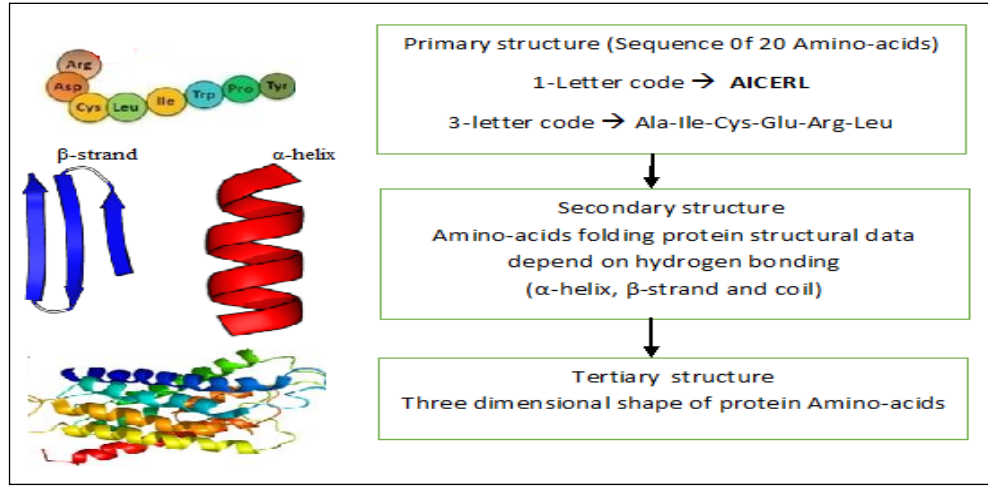 Arg
Asp
Cys
Leu
Ile
Trp
Pro
Tyr
β-strand
α-helix
Primary structure (Sequence 0f 20 Amino-acids)
1-Letter code → AICERL
3-letter code → Ala-Ile-Cys-Glu-Arg-Leu
Secondary structure
Amino-acids folding protein structural data
depend on hydrogen bonding
(α-helix, β-strand and coil)
Tertiary structure
Three dimensional shape of protein Amino-acids